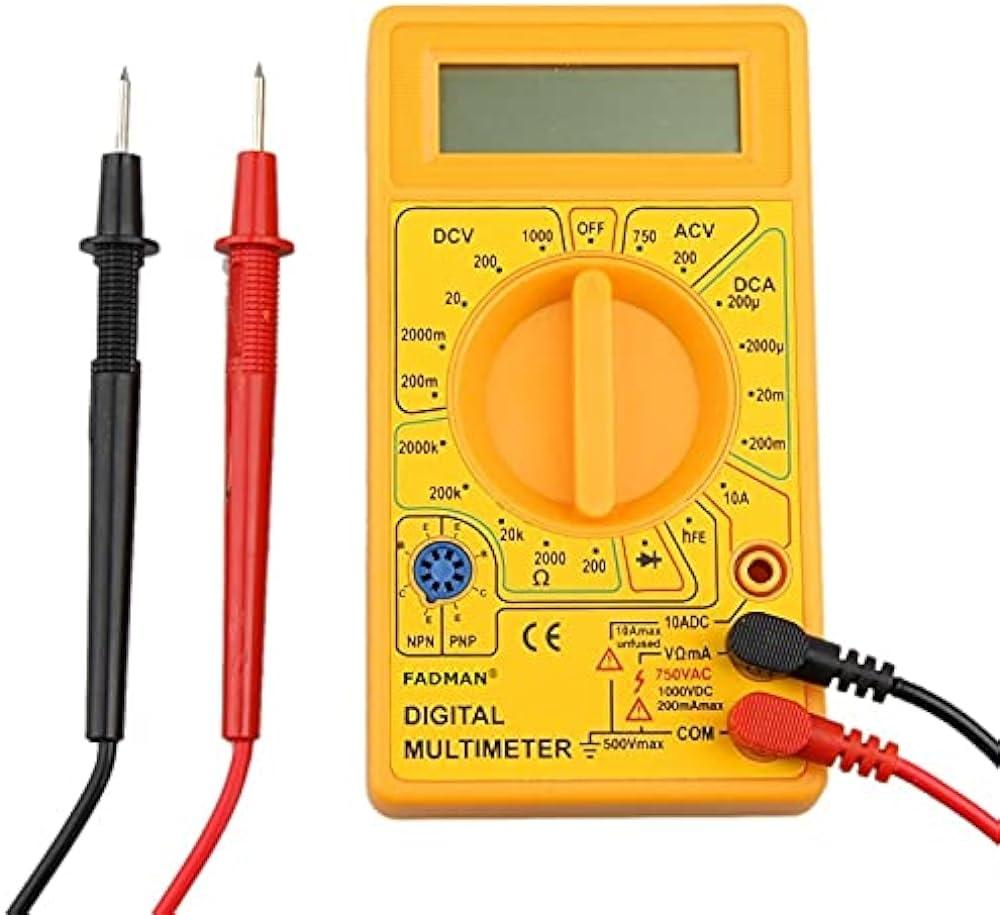 DCV 1000 OFF 750 ACV
200 200
DCA
20 200µ
2000m 2000µ
200m 20m
2000k 200m
200k 10A
20k 2000 200 hFE
Ω
E E
C C
E E
NPN PNP
10ADC
10Amax
unfused
VΩmA
750VAC
1000VDC
200mAmax
COM
500Vmax
CE
FADMAN®
DIGITAL
MULTIMETER